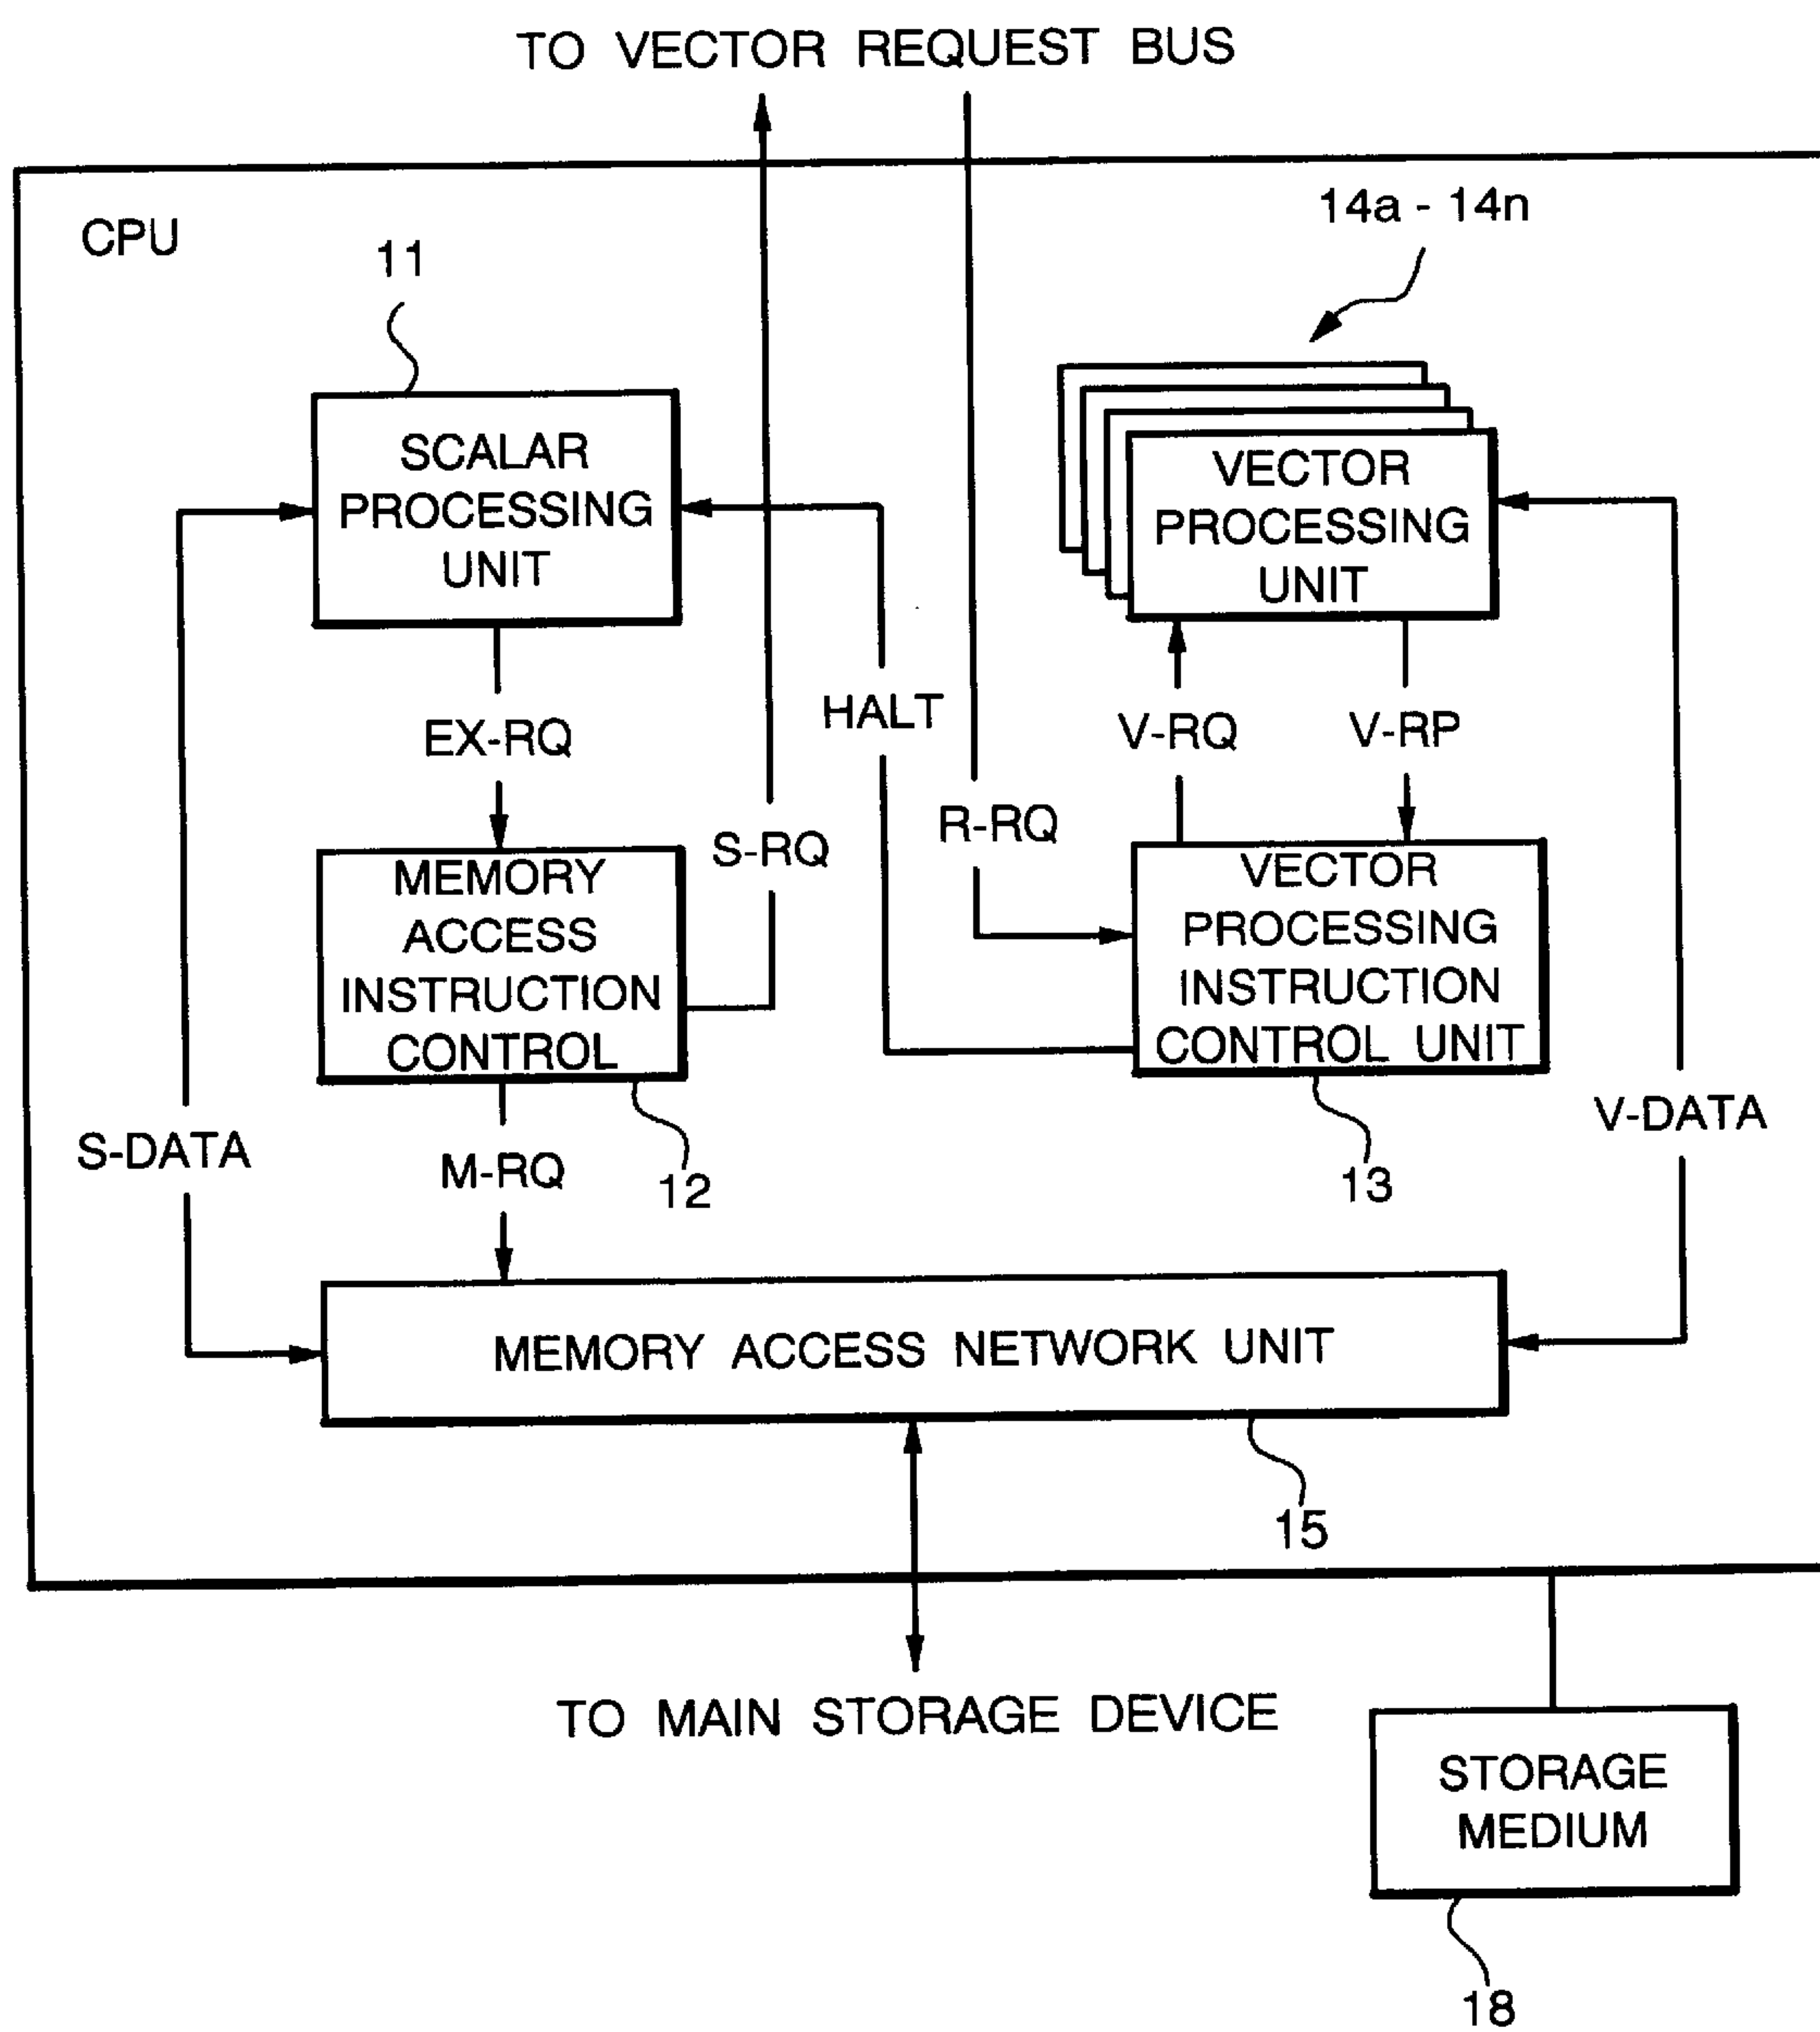 TO VECTOR REQUEST BUS
CPU
11
14a - 14n
SCALAR
PROCESSING
UNIT
VECTOR
PROCESSING
UNIT
EX-RQ
HALT
V-RQ
V-RP
S-RQ
R-RQ
MEMORY
ACCESS
INSTRUCTION
CONTROL
VECTOR
PROCESSING
INSTRUCTION
CONTROL UNIT
S-DATA
M-RQ
12
13
V-DATA
MEMORY ACCESS NETWORK UNIT
15
TO MAIN STORAGE DEVICE
STORAGE
MEDIUM
18